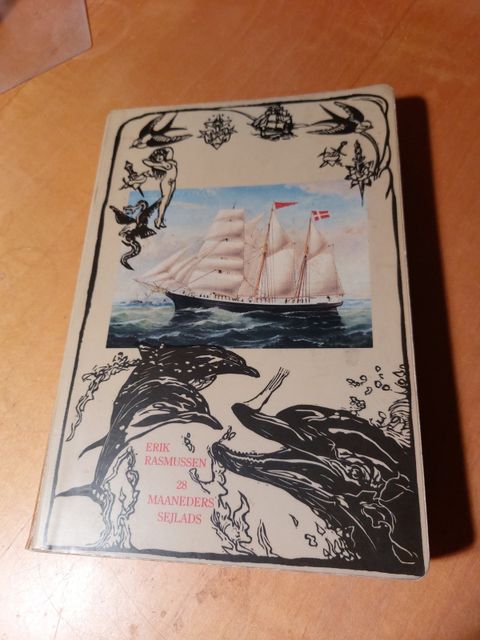 ERIK
RASMUSSEN
28
MAANEDERS
SEJLADS